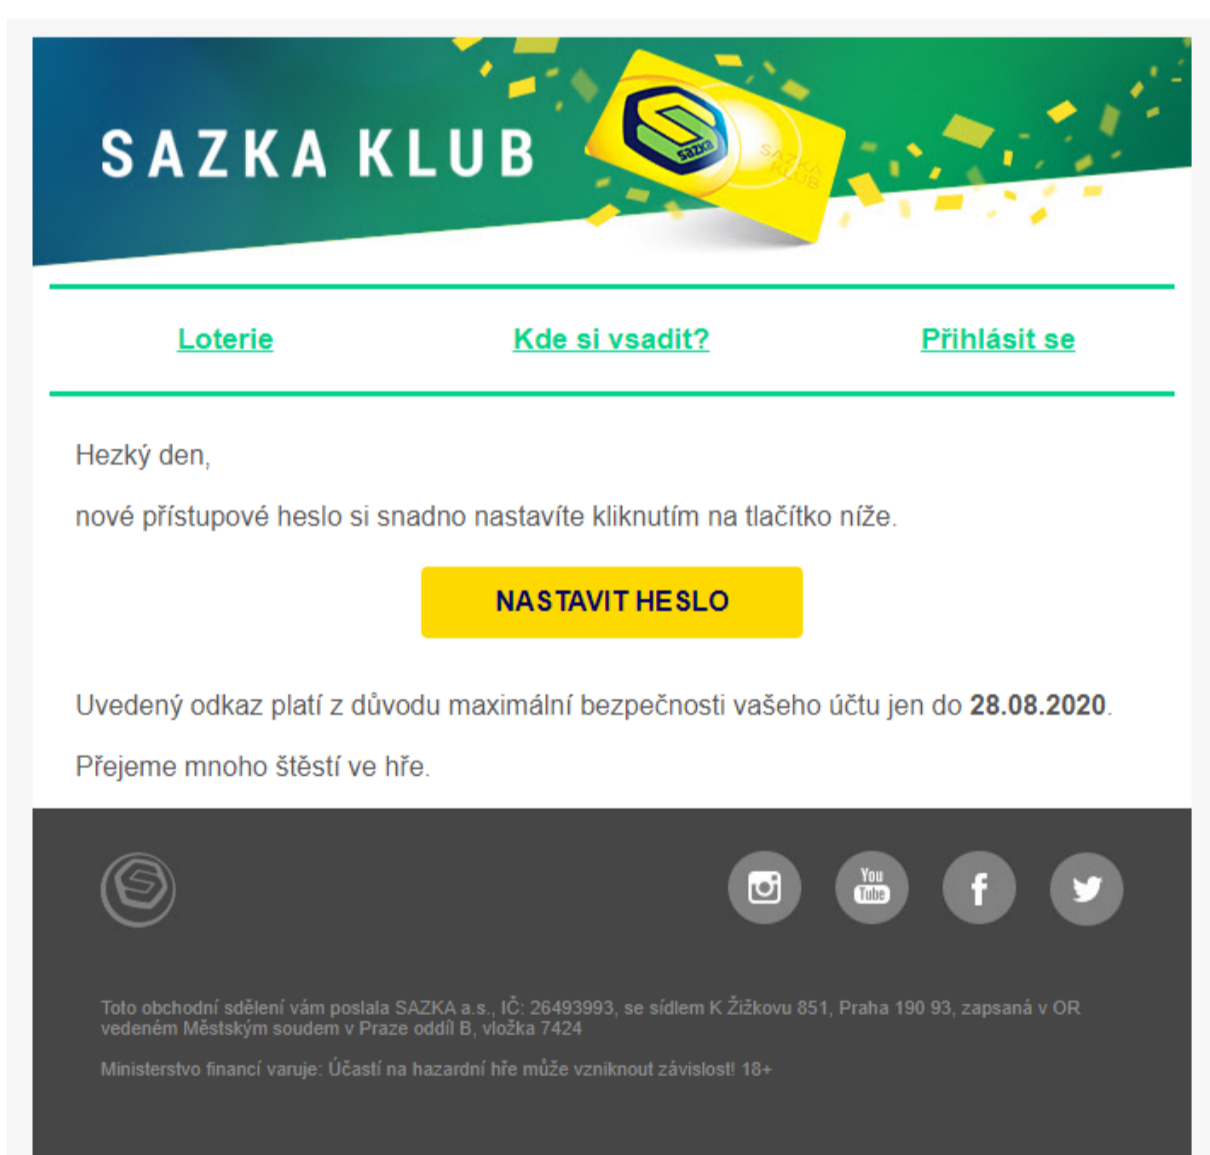 SAZKA KLUB
sazka
SAZKA
KLUB
Loterie
Kde si vsadit?
Přihlásit se
Hezký den,
nové přístupové heslo si snadno nastavíte kliknutím na tlačítko níže.
NASTAVIT HESLO
Uvedený odkaz platí z důvodu maximální bezpečnosti vašeho účtu jen do 28.08.2020.
Přejeme mnoho štěstí ve hře.
You
Tube
Toto obchodní sdělení vám poslala SAZKA a.s., IČ: 26493993, se sídlem K Žižkovu 851, Praha 190 93, zapsaná v OR
vedeném Městským soudem v Praze oddíl B, vložka 7424
Ministerstvo financí varuje: Účastí na hazardní hře může vzniknout závislost! 18+